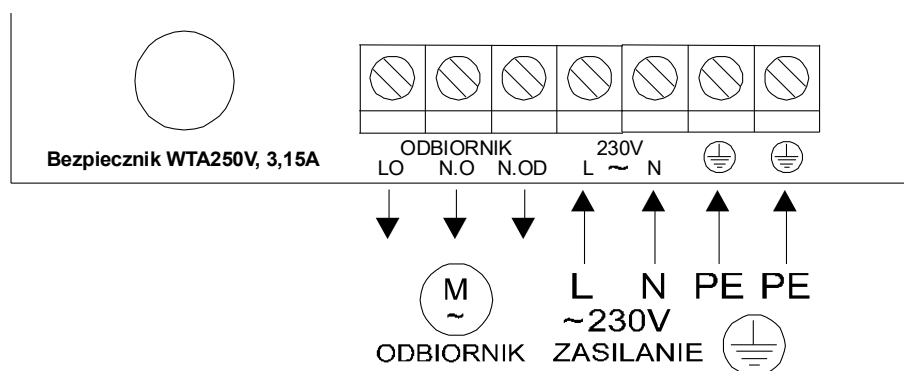 Bezpiecznik WTA250V, 3,15A
ODBIORNIK 230V
LO N.O N.OD L ~ N
M
~
ODBIORNIK
L N PE PE
~230V
ZASILANIE